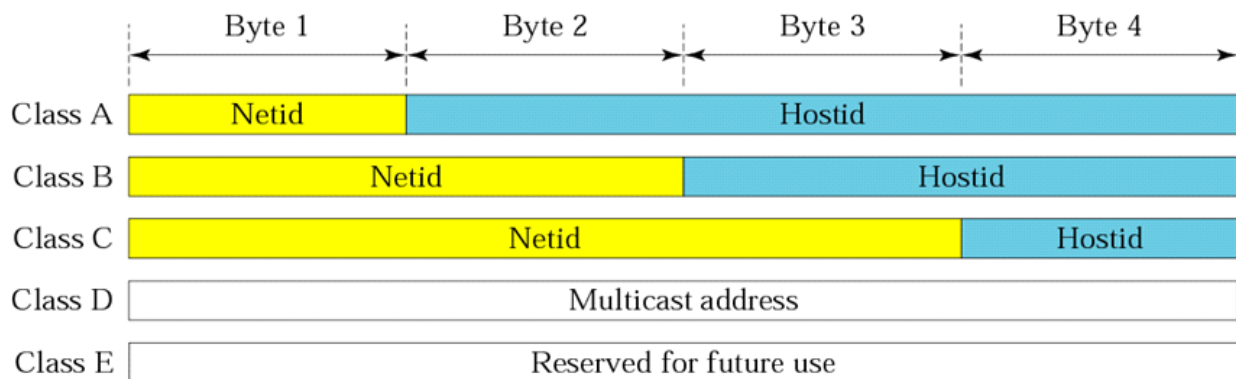 Byte 1 Byte 2 Byte 3 Byte 4
Class A Netid Hostid
Class B Netid Hostid
Class C Netid Hostid
Class D Multicast address
Class E Reserved for future use